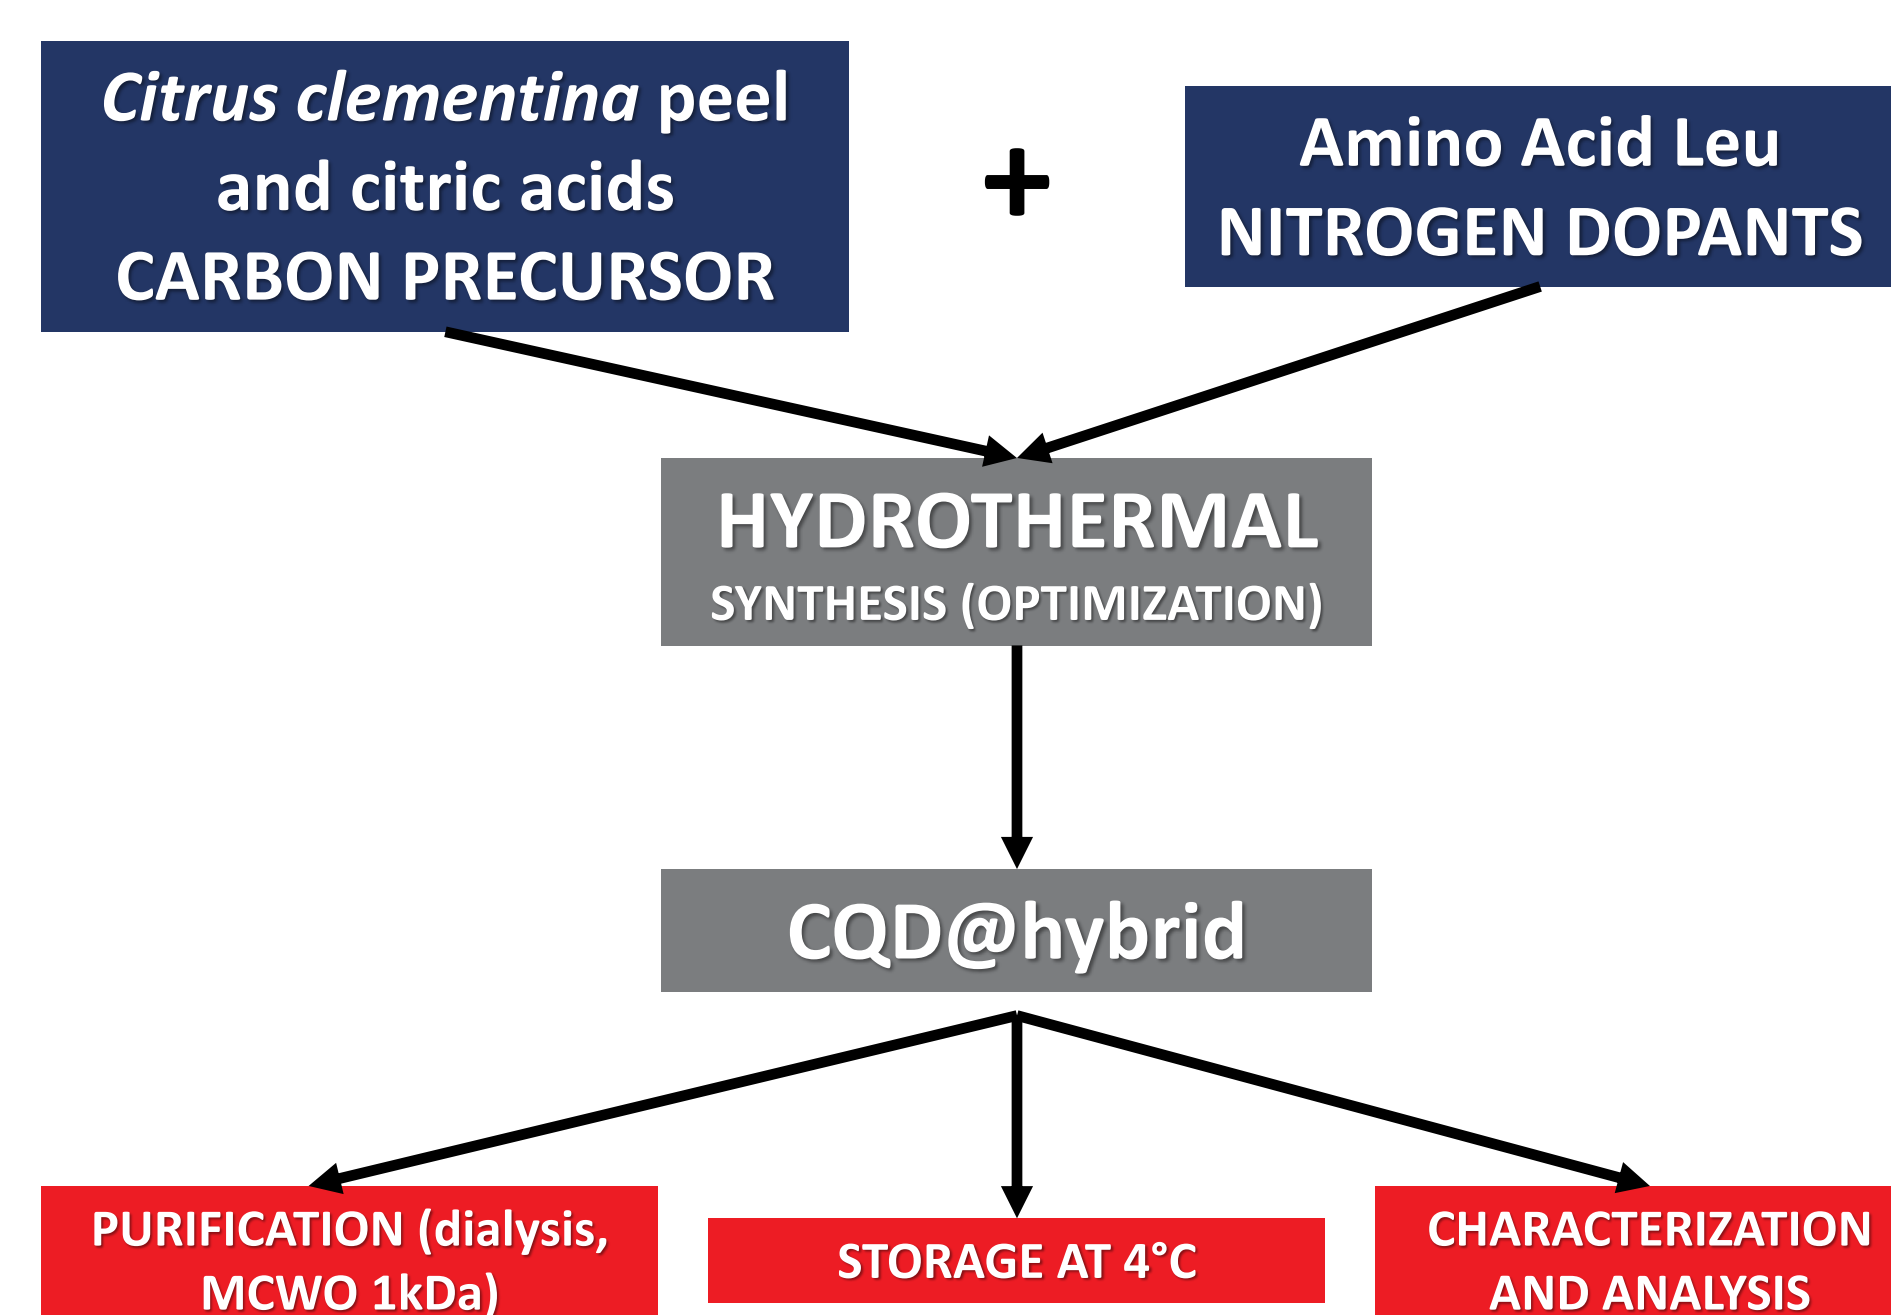 Citrus clementina peel
and citric acids
CARBON PRECURSOR
+
Amino Acid Leu
NITROGEN DOPANTS
HYDROTHERMAL
SYNTHESIS (OPTIMIZATION)
CQD@hybrid
PURIFICATION (dialysis,
MCWO 1kDa)
STORAGE AT 4°C
CHARACTERIZATION
AND ANALYSIS